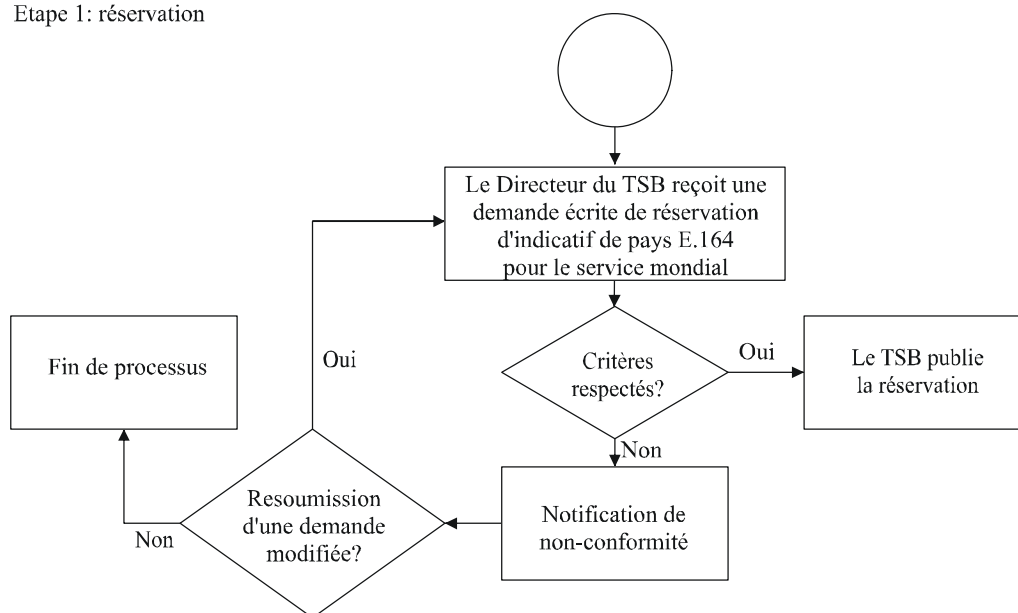 Etape 1: réservation
Le Directeur du TSB reçoit une
demande écrite de réservation
d'indicatif de pays E.164
pour le service mondial
Fin de processus
Oui
Critères
respectés?
Oui
Le TSB publie
la réservation
Non
Resoumission
d'une demande
modifiée?
Non
Notification de
non-conformité